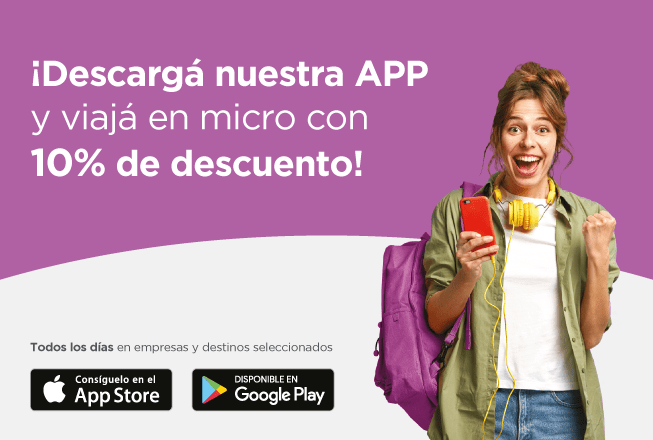 ¡Descargá nuestra APP
y viajá en micro con
10% de descuento!
Todos los días en empresas y destinos seleccionados
Consíguelo en el
App Store
DISPONIBLE EN
Google Play